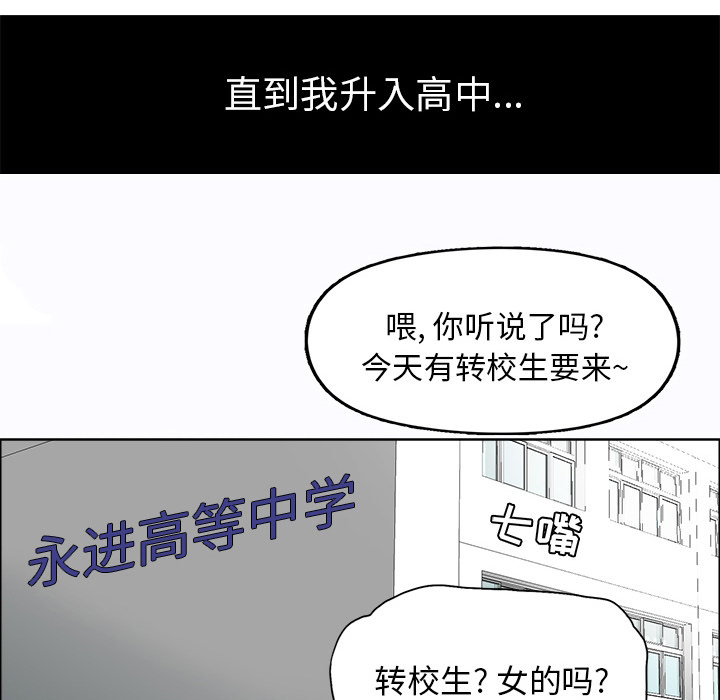 直到我升入高中...
喂, 你听说了吗?
今天有转校生要来~
永进高等中学
七嘴
转校生? 女的吗?